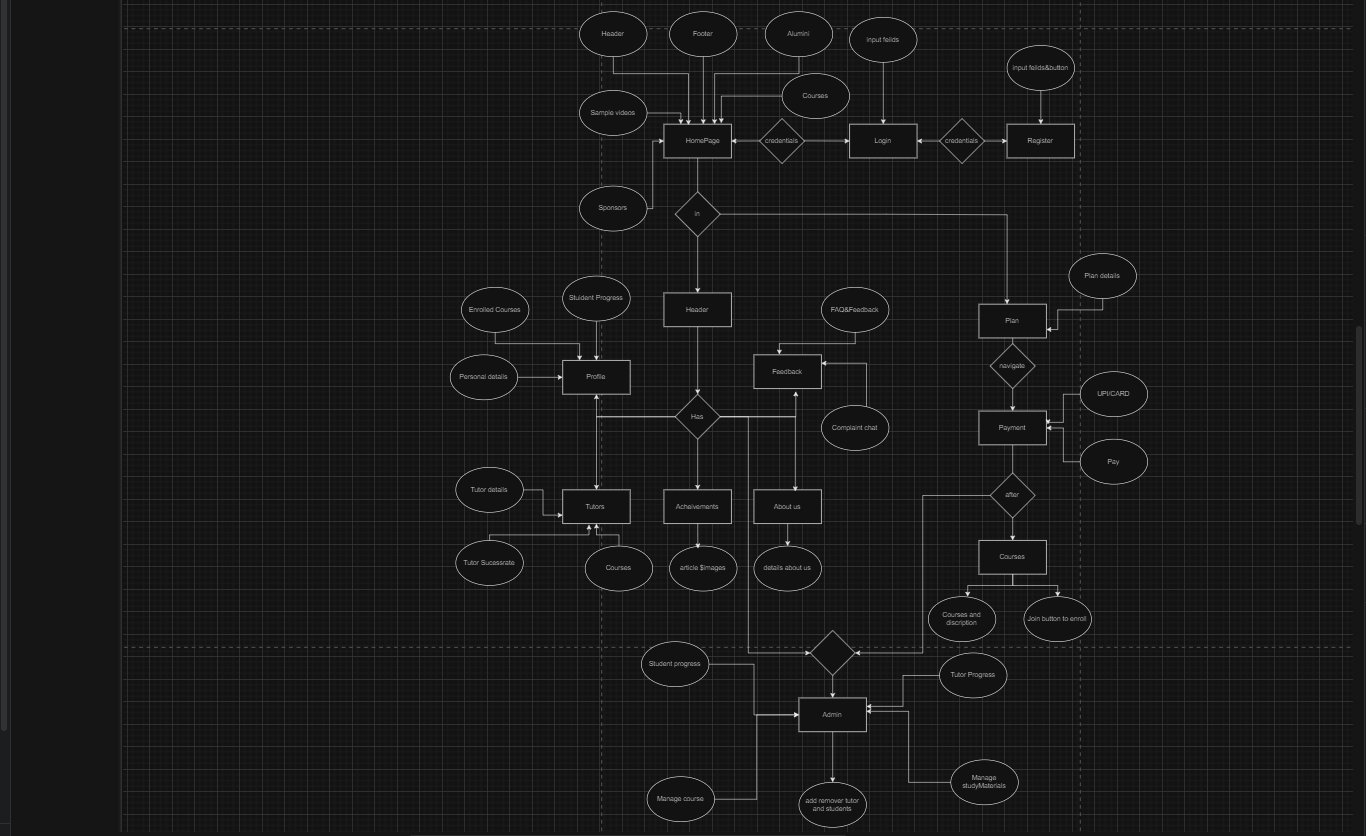 Header
Footer
Alumini
input felids
input feilds&button
Courses
Sample videos
HomePage
credentials
Login
credentials
Register
Sponsors
in
Plan details
Enrolled Courses
Stuident Progress
Header
FAQ&Feedback
Plan
Feedback
navigate
Personal details
Profile
UPI/CARD
Has
Complaint chat
Payment
Pay
Tutor details
after
Tutors
Acheivements
About us
Courses
Tutor Sucessrate
Courses
article $images
details about us
Courses and
discription
Join button to enroll
Student progress
Tutor Progress
Admin
Manage
studyMaterials
Manage course
add remover tutor
and students